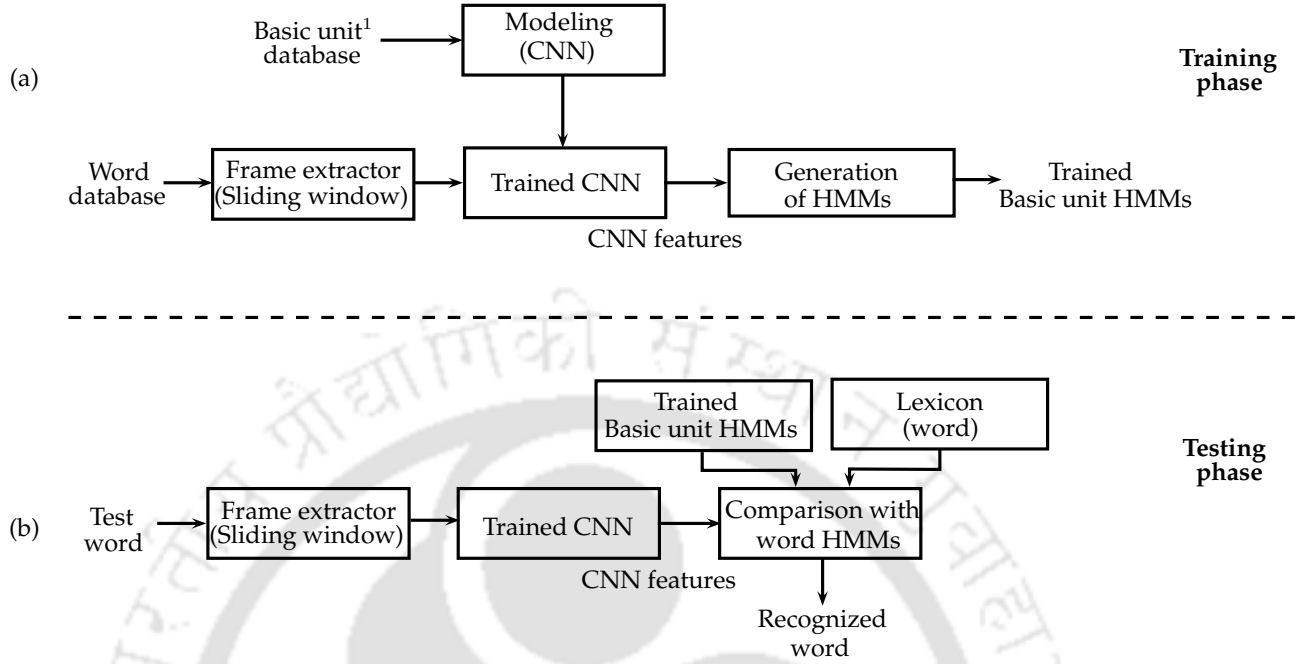 Basic unit¹
database
Modeling
(CNN)
(a)
Training
phase
Word
database
Frame extractor
(Sliding window)
Trained CNN
Generation
of HMMs
Trained
Basic unit HMMs
CNN features
Trained
Basic unit HMMs
Lexicon
(word)
Testing
phase
(b)
Test
word
Frame extractor
(Sliding window)
Trained CNN
Comparison with
word HMMs
CNN features
Recognized
word
प्रौद्योगिकी संस्थान